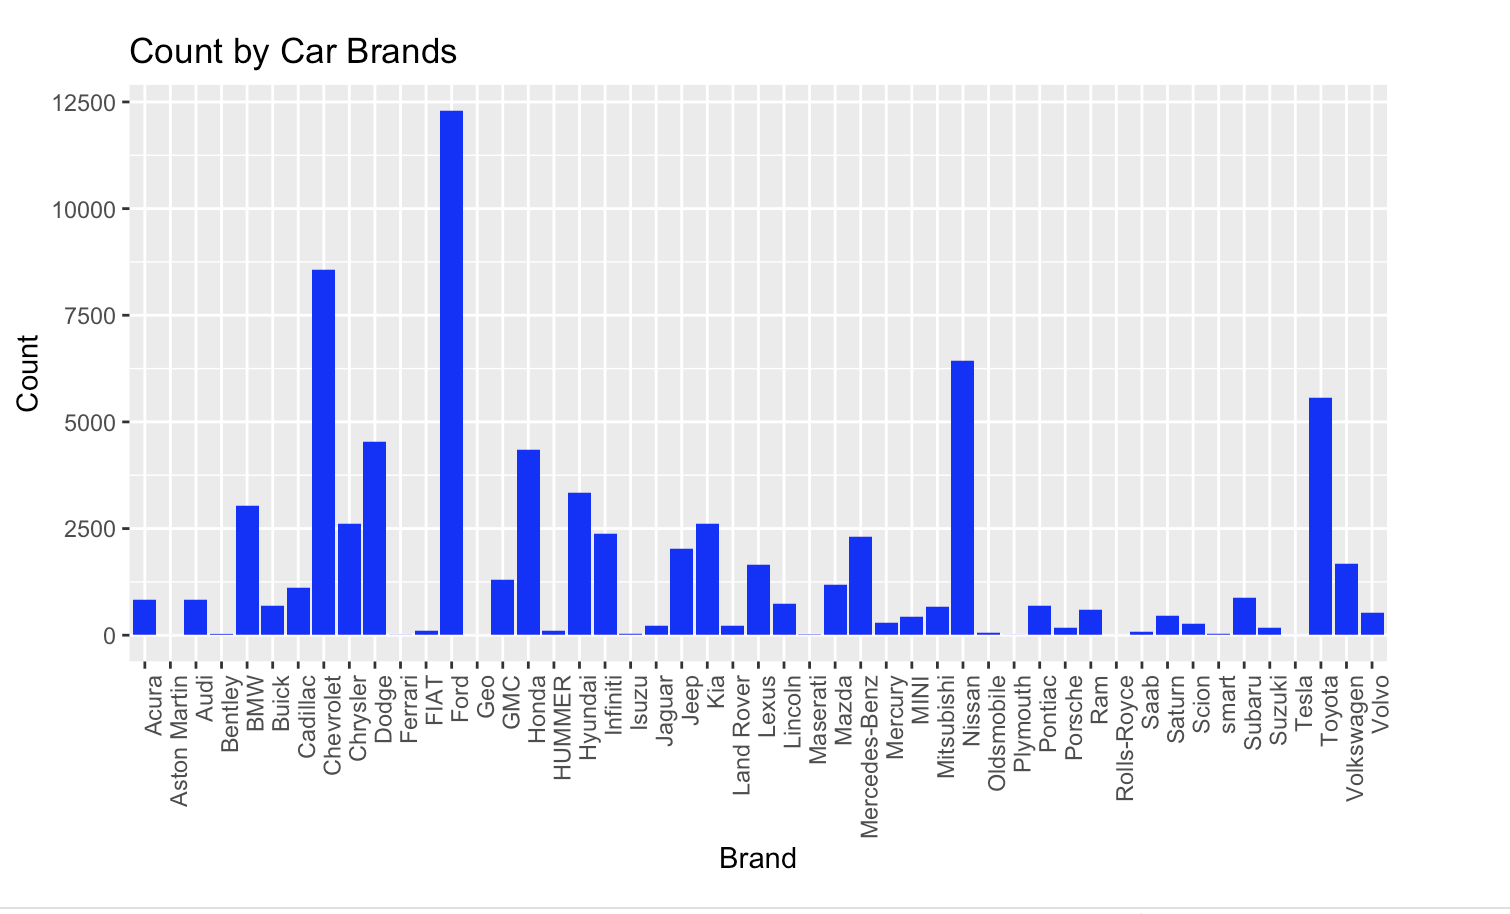 Count by Car Brands
12500
10000
7500
5000
2500
0
Count
Acura
Aston Martin
Audi
Bentley
BMW
Buick
Cadillac
Chevrolet
Chrysler
Dodge
Ferrari
FIAT
Ford
Geo
GMC
Honda
HUMMER
Hyundai
Infiniti
Isuzu
Jaguar
Jeep
Kia
Land Rover
Lexus
Lincoln
Maserati
Mazda
Mercedes-Benz
Mercury
MINI
Mitsubishi
Nissan
Oldsmobile
Plymouth
Pontiac
Porsche
Ram
Rolls-Royce
Saab
Saturn
Scion
smart
Subaru
Suzuki
Tesla
Toyota
Volkswagen
Volvo
Brand